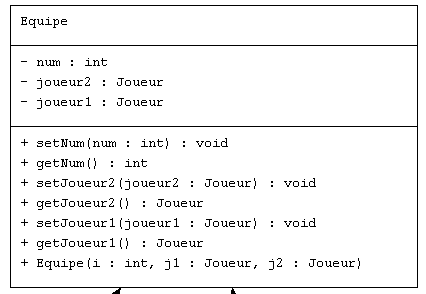 Equipe
- num : int
- joueur2 : Joueur
- joueur1 : Joueur
+ setNum(num : int) : void
+ getNum() : int
+ setJoueur2(joueur2 : Joueur) : void
+ getJoueur2() : Joueur
+ setJoueur1(joueur1 : Joueur) : void
+ getJoueur1() : Joueur
+ Equipe(i : int, j1 : Joueur, j2 : Joueur)